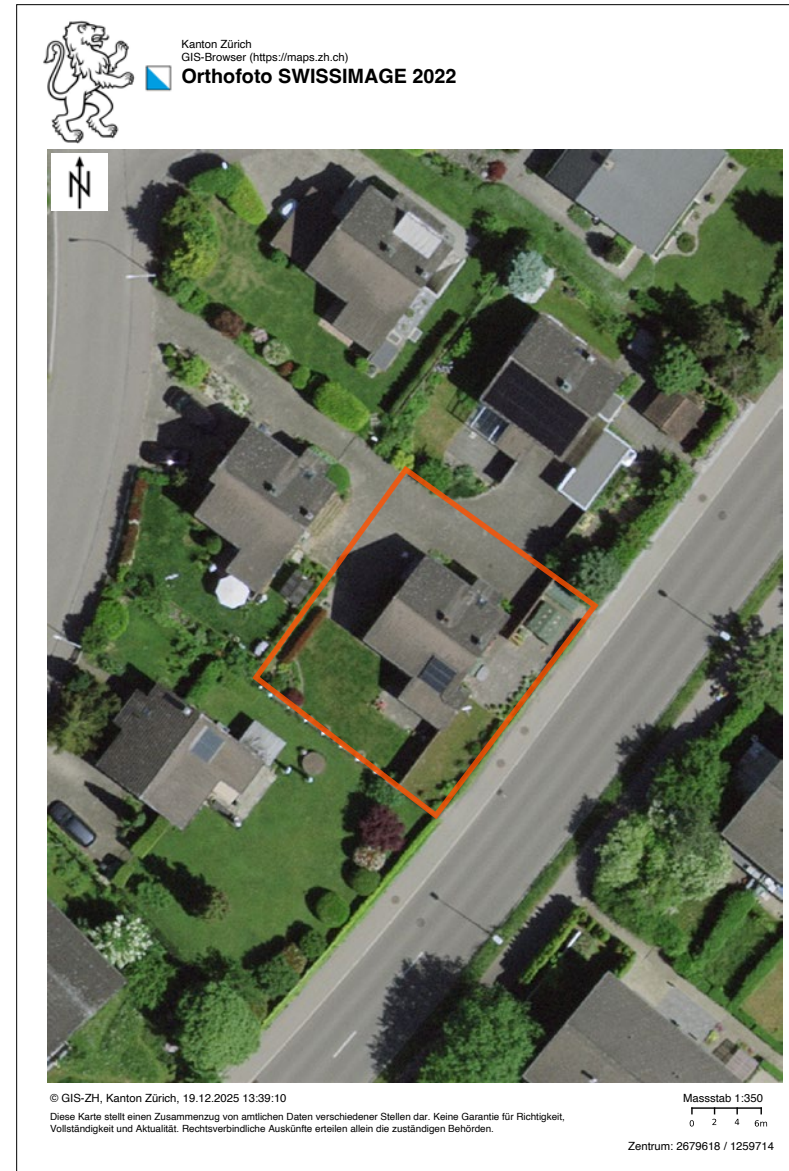 Kanton Zürich
GIS-Browser (https://maps.zh.ch)
Orthofoto SWISSIMAGE 2022
N
© GIS-ZH, Kanton Zürich, 19.12.2025 13:39:10
Diese Karte stellt einen Zusammenzug von amtlichen Daten verschiedener Stellen dar. Keine Garantie für Richtigkeit,
Vollständigkeit und Aktualität. Rechtsverbindliche Auskünfte erteilen allein die zuständigen Behörden.
Massstab 1:350
0 2 4 6m
Zentrum: 2679618 / 1259714